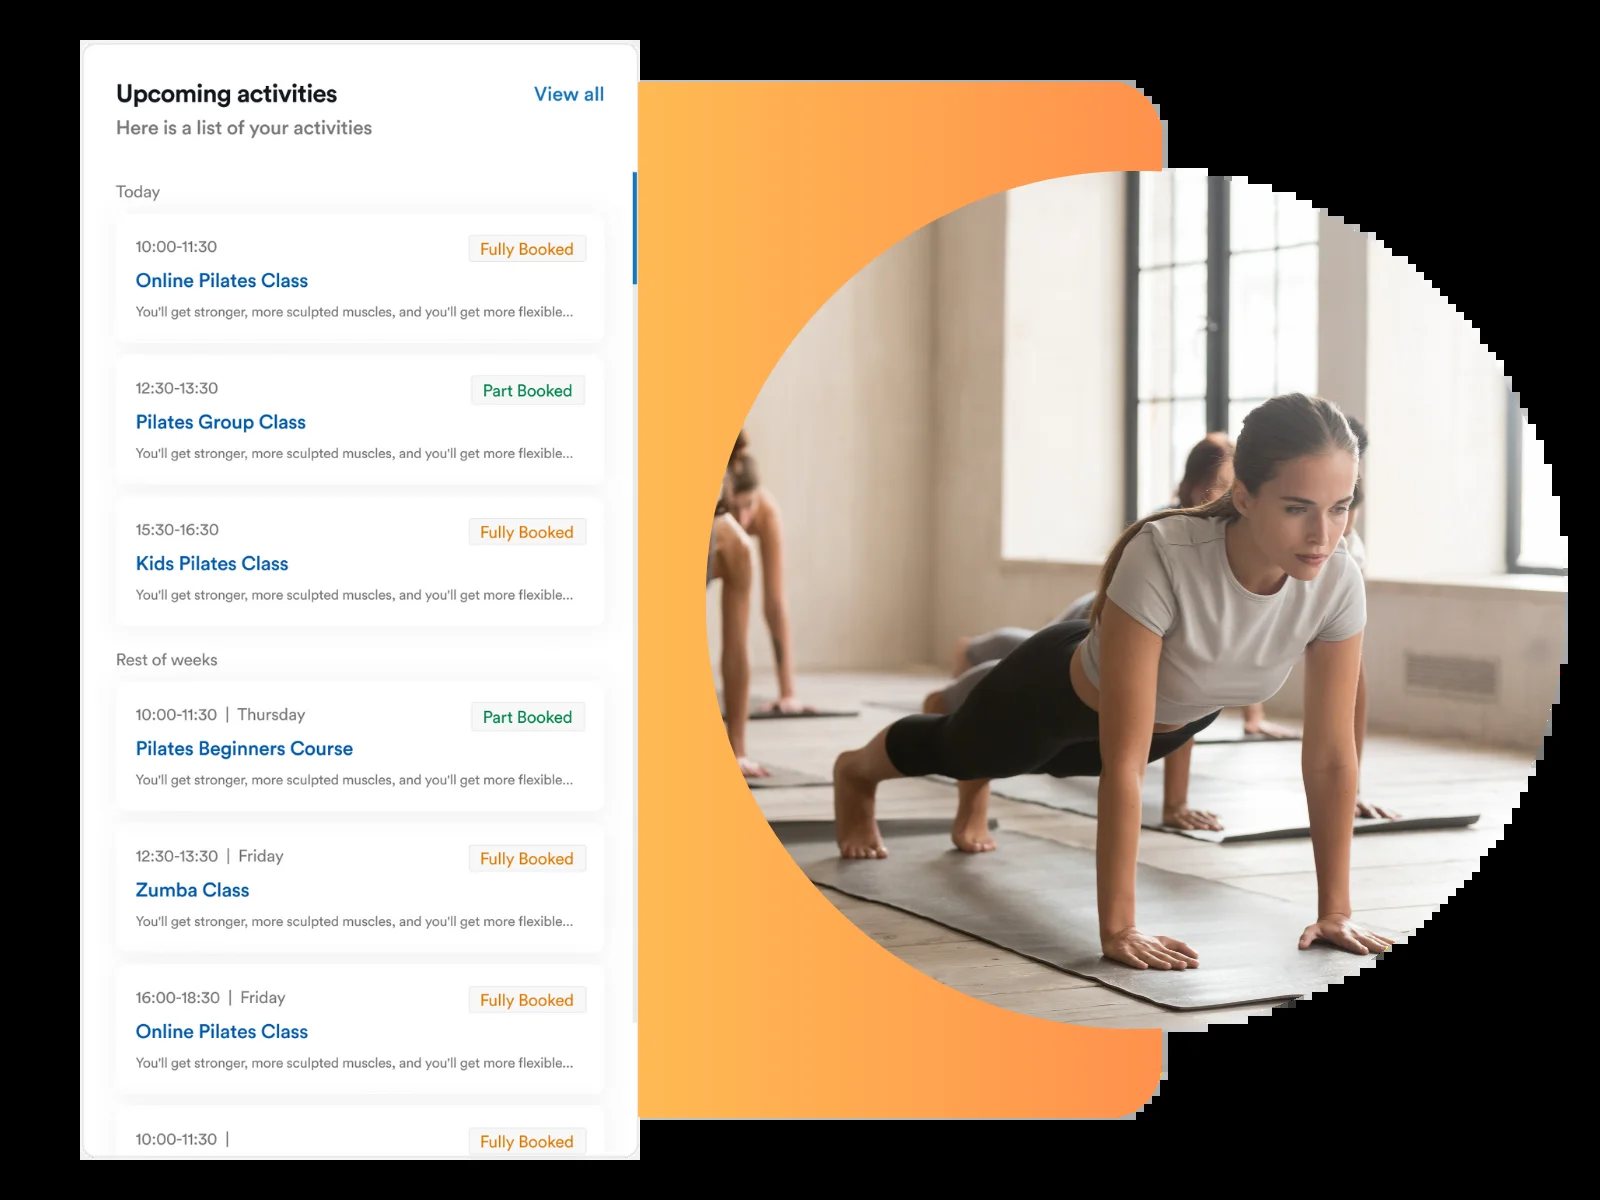 Upcoming activities
View all
Here is a list of your activities
Today
10:00-11:30
Fully Booked
Online Pilates Class
You'll get stronger, more sculpted muscles, and you'll get more flexible...
12:30-13:30
Part Booked
Pilates Group Class
You'll get stronger, more sculpted muscles, and you'll get more flexible...
15:30-16:30
Fully Booked
Kids Pilates Class
You'll get stronger, more sculpted muscles, and you'll get more flexible...
Rest of weeks
10:00-11:30 | Thursday
Part Booked
Pilates Beginners Course
You'll get stronger, more sculpted muscles, and you'll get more flexible...
12:30-13:30 | Friday
Fully Booked
Zumba Class
You'll get stronger, more sculpted muscles, and you'll get more flexible...
16:00-18:30 | Friday
Fully Booked
Online Pilates Class
You'll get stronger, more sculpted muscles, and you'll get more flexible...
10:00-11:30 |
Fully Booked